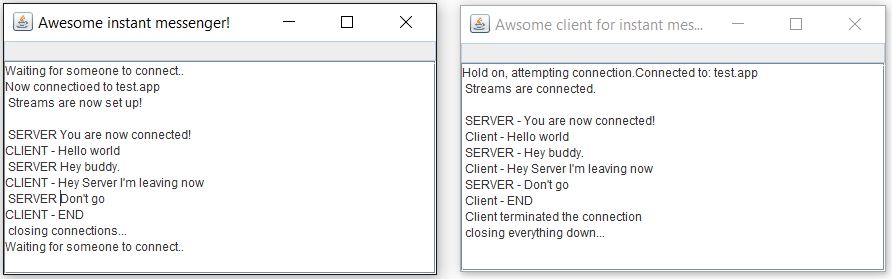 Awesome instant messenger!
Waiting for someone to connect..
Now connectioed to test.app
Streams are now set up!
SERVER You are now connected!
CLIENT - Hello world
SERVER Hey buddy.
CLIENT - Hey Server I'm leaving now
SERVER Don't go
CLIENT - END
closing connections...
Waiting for someone to connect..
Awsome client for instant mes...
Hold on, attempting connection.Connected to: test.app
Streams are connected.
SERVER - You are now connected!
Client - Hello world
SERVER - Hey buddy.
Client - Hey Server I'm leaving now
SERVER - Don't go
Client - END
Client terminated the connection
closing everything down...